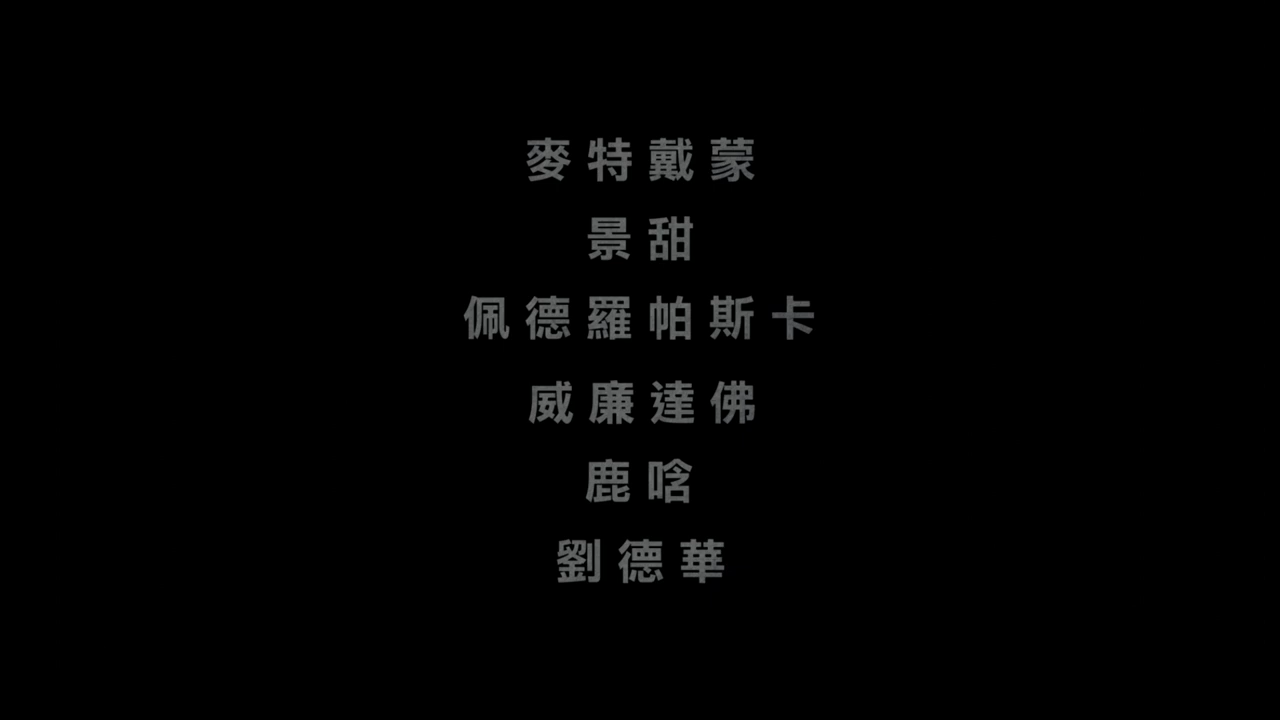 麥特戴蒙
景甜
佩德羅帕斯卡
威廉達佛
鹿晗
劉德華